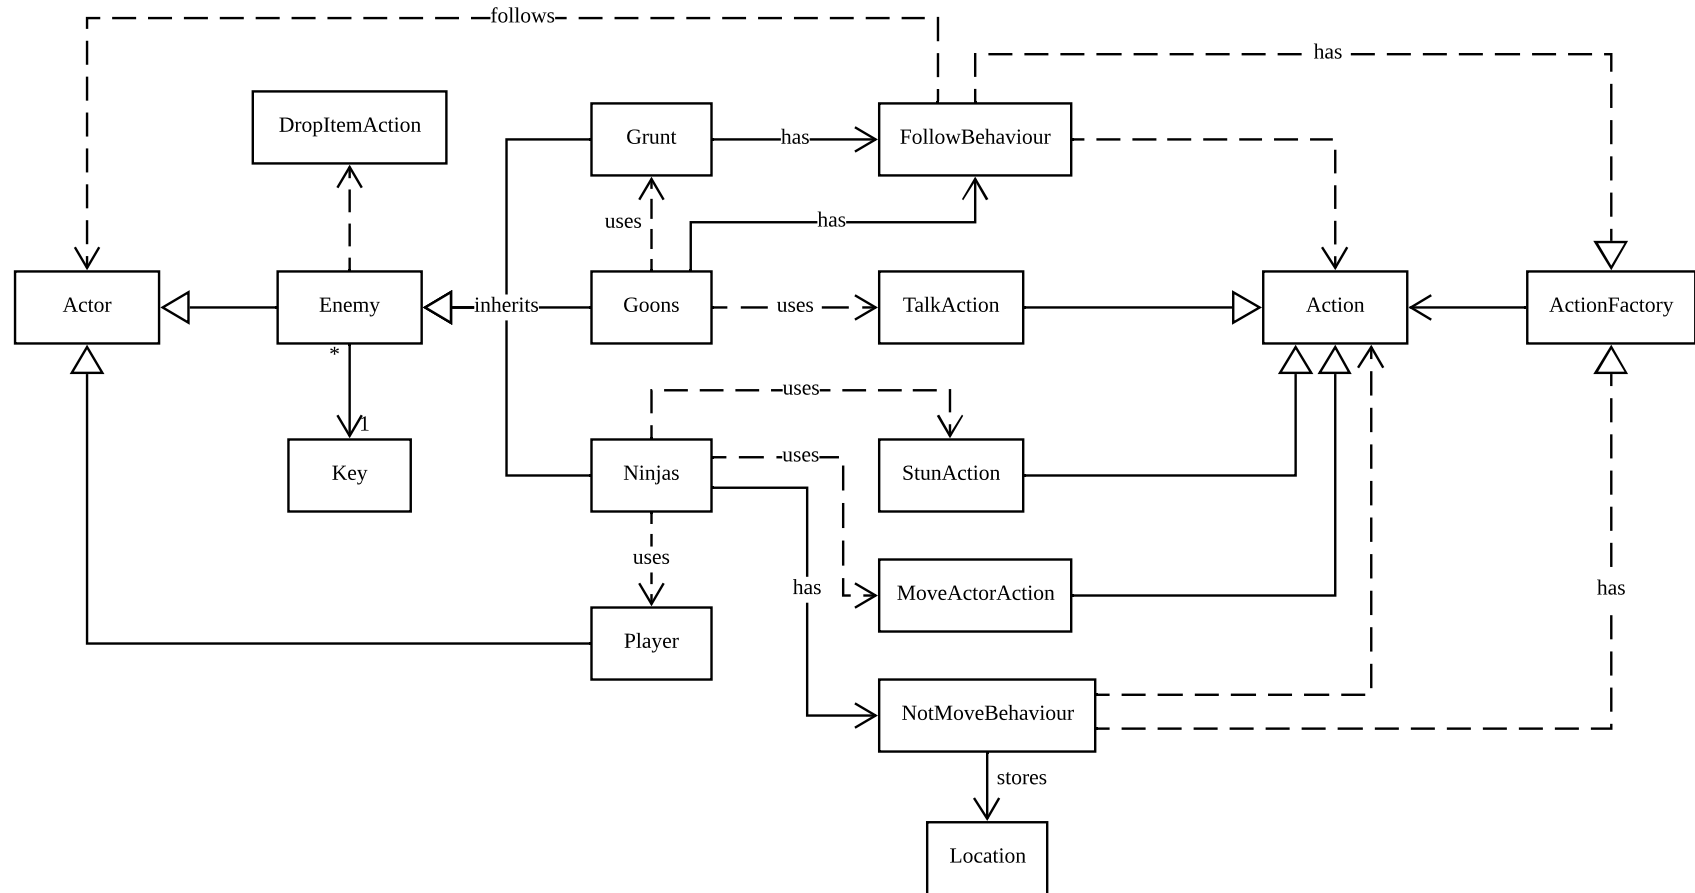 follows
has
DropItemAction
Grunt
has
FollowBehaviour
uses
has
Actor
Enemy
inherits
Goons
uses
TalkAction
Action
ActionFactory
*
1
uses
Key
Ninjas
uses
StunAction
uses
has
MoveActorAction
has
Player
NotMoveBehaviour
stores
Location
has